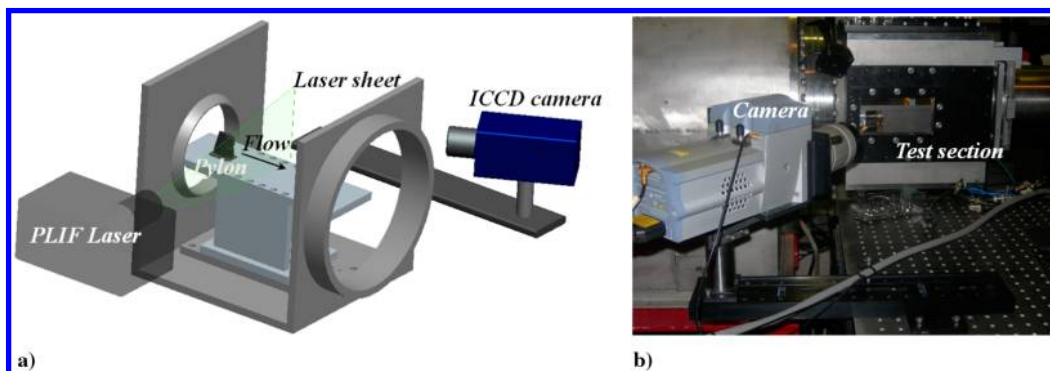 Laser sheet
ICCD camera
Flow
Pylon
PLIF Laser
a)
Camera
Test section
b)